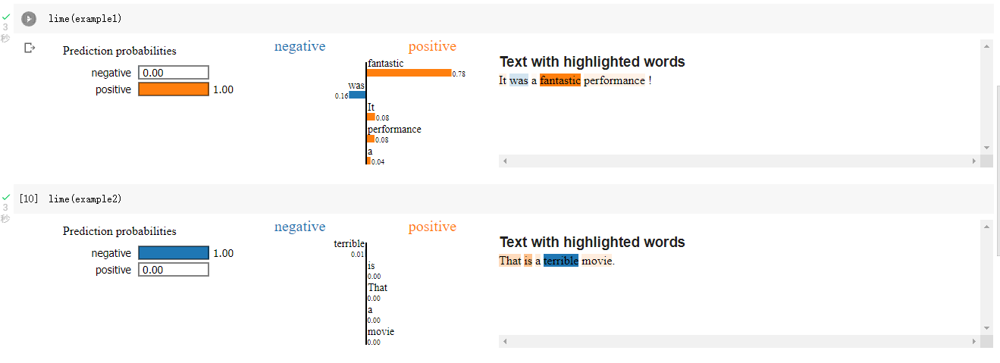 lime(example1)
3
秒
Prediction probabilities
negative 0.00
positive 1.00
negative positive
fantastic
0.78
was
0.16
It
0.08
performance
0.08
a
0.04
Text with highlighted words
It was a fantastic performance !
[10] lime(example2)
3
秒
Prediction probabilities
negative 1.00
positive 0.00
negative positive
terrible
0.01
is
0.00
That
0.00
a
0.00
movie
0.00
Text with highlighted words
That is a terrible movie.